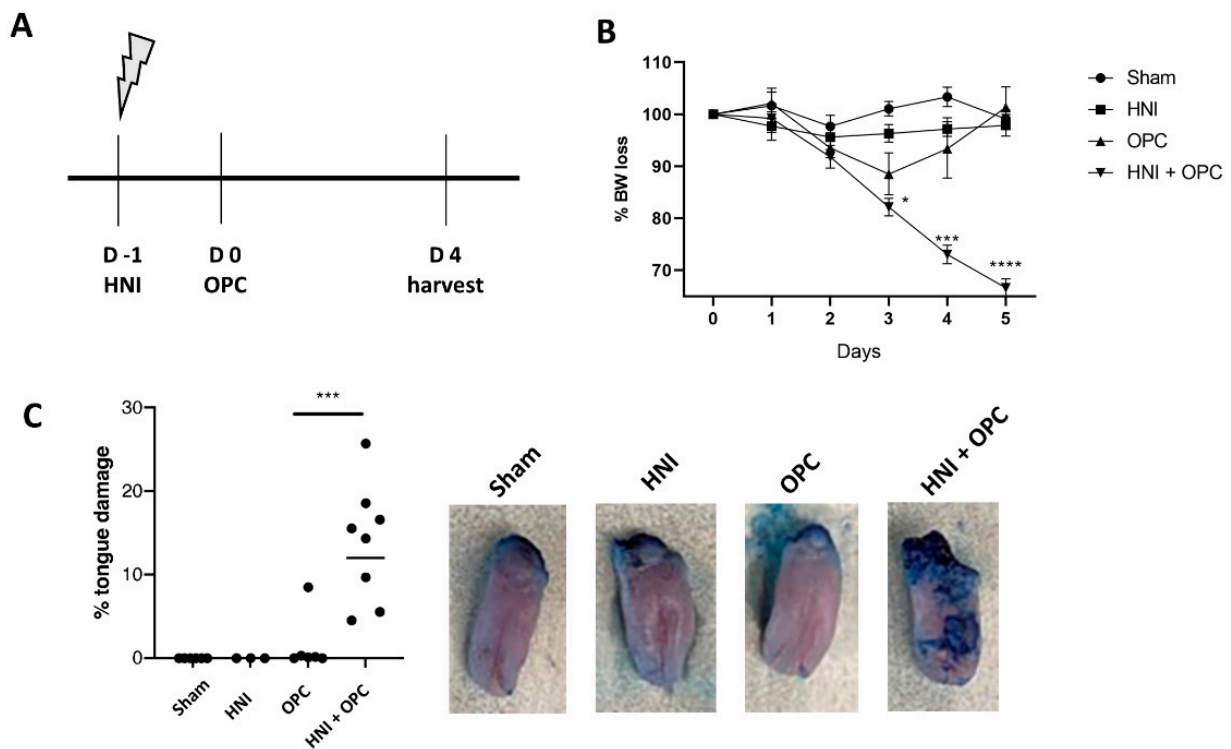 A
D -1
HNI
D 0
OPC
D 4
harvest
B
110
100
90
80
70
% BW loss
0 1 2 3 4 5
Days
*
***
****
Sham
HNI
OPC
HNI + OPC
C
% tongue damage
30
20
10
0
***
Sham
HNI
OPC
HNI + OPC
Sham
HNI
OPC
HNI + OPC